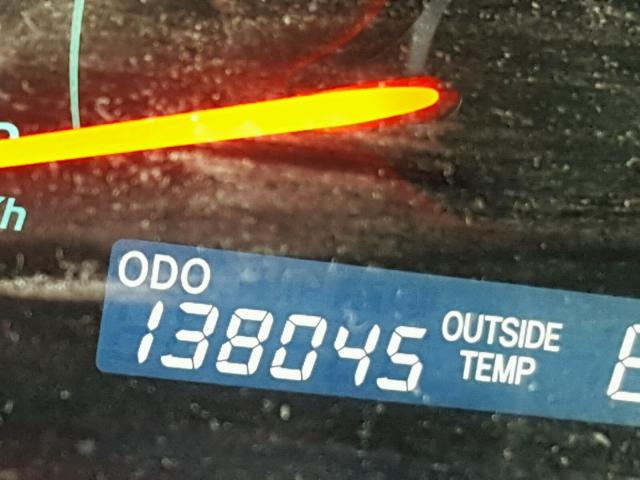 ODO
138045
OUTSIDE
TEMP